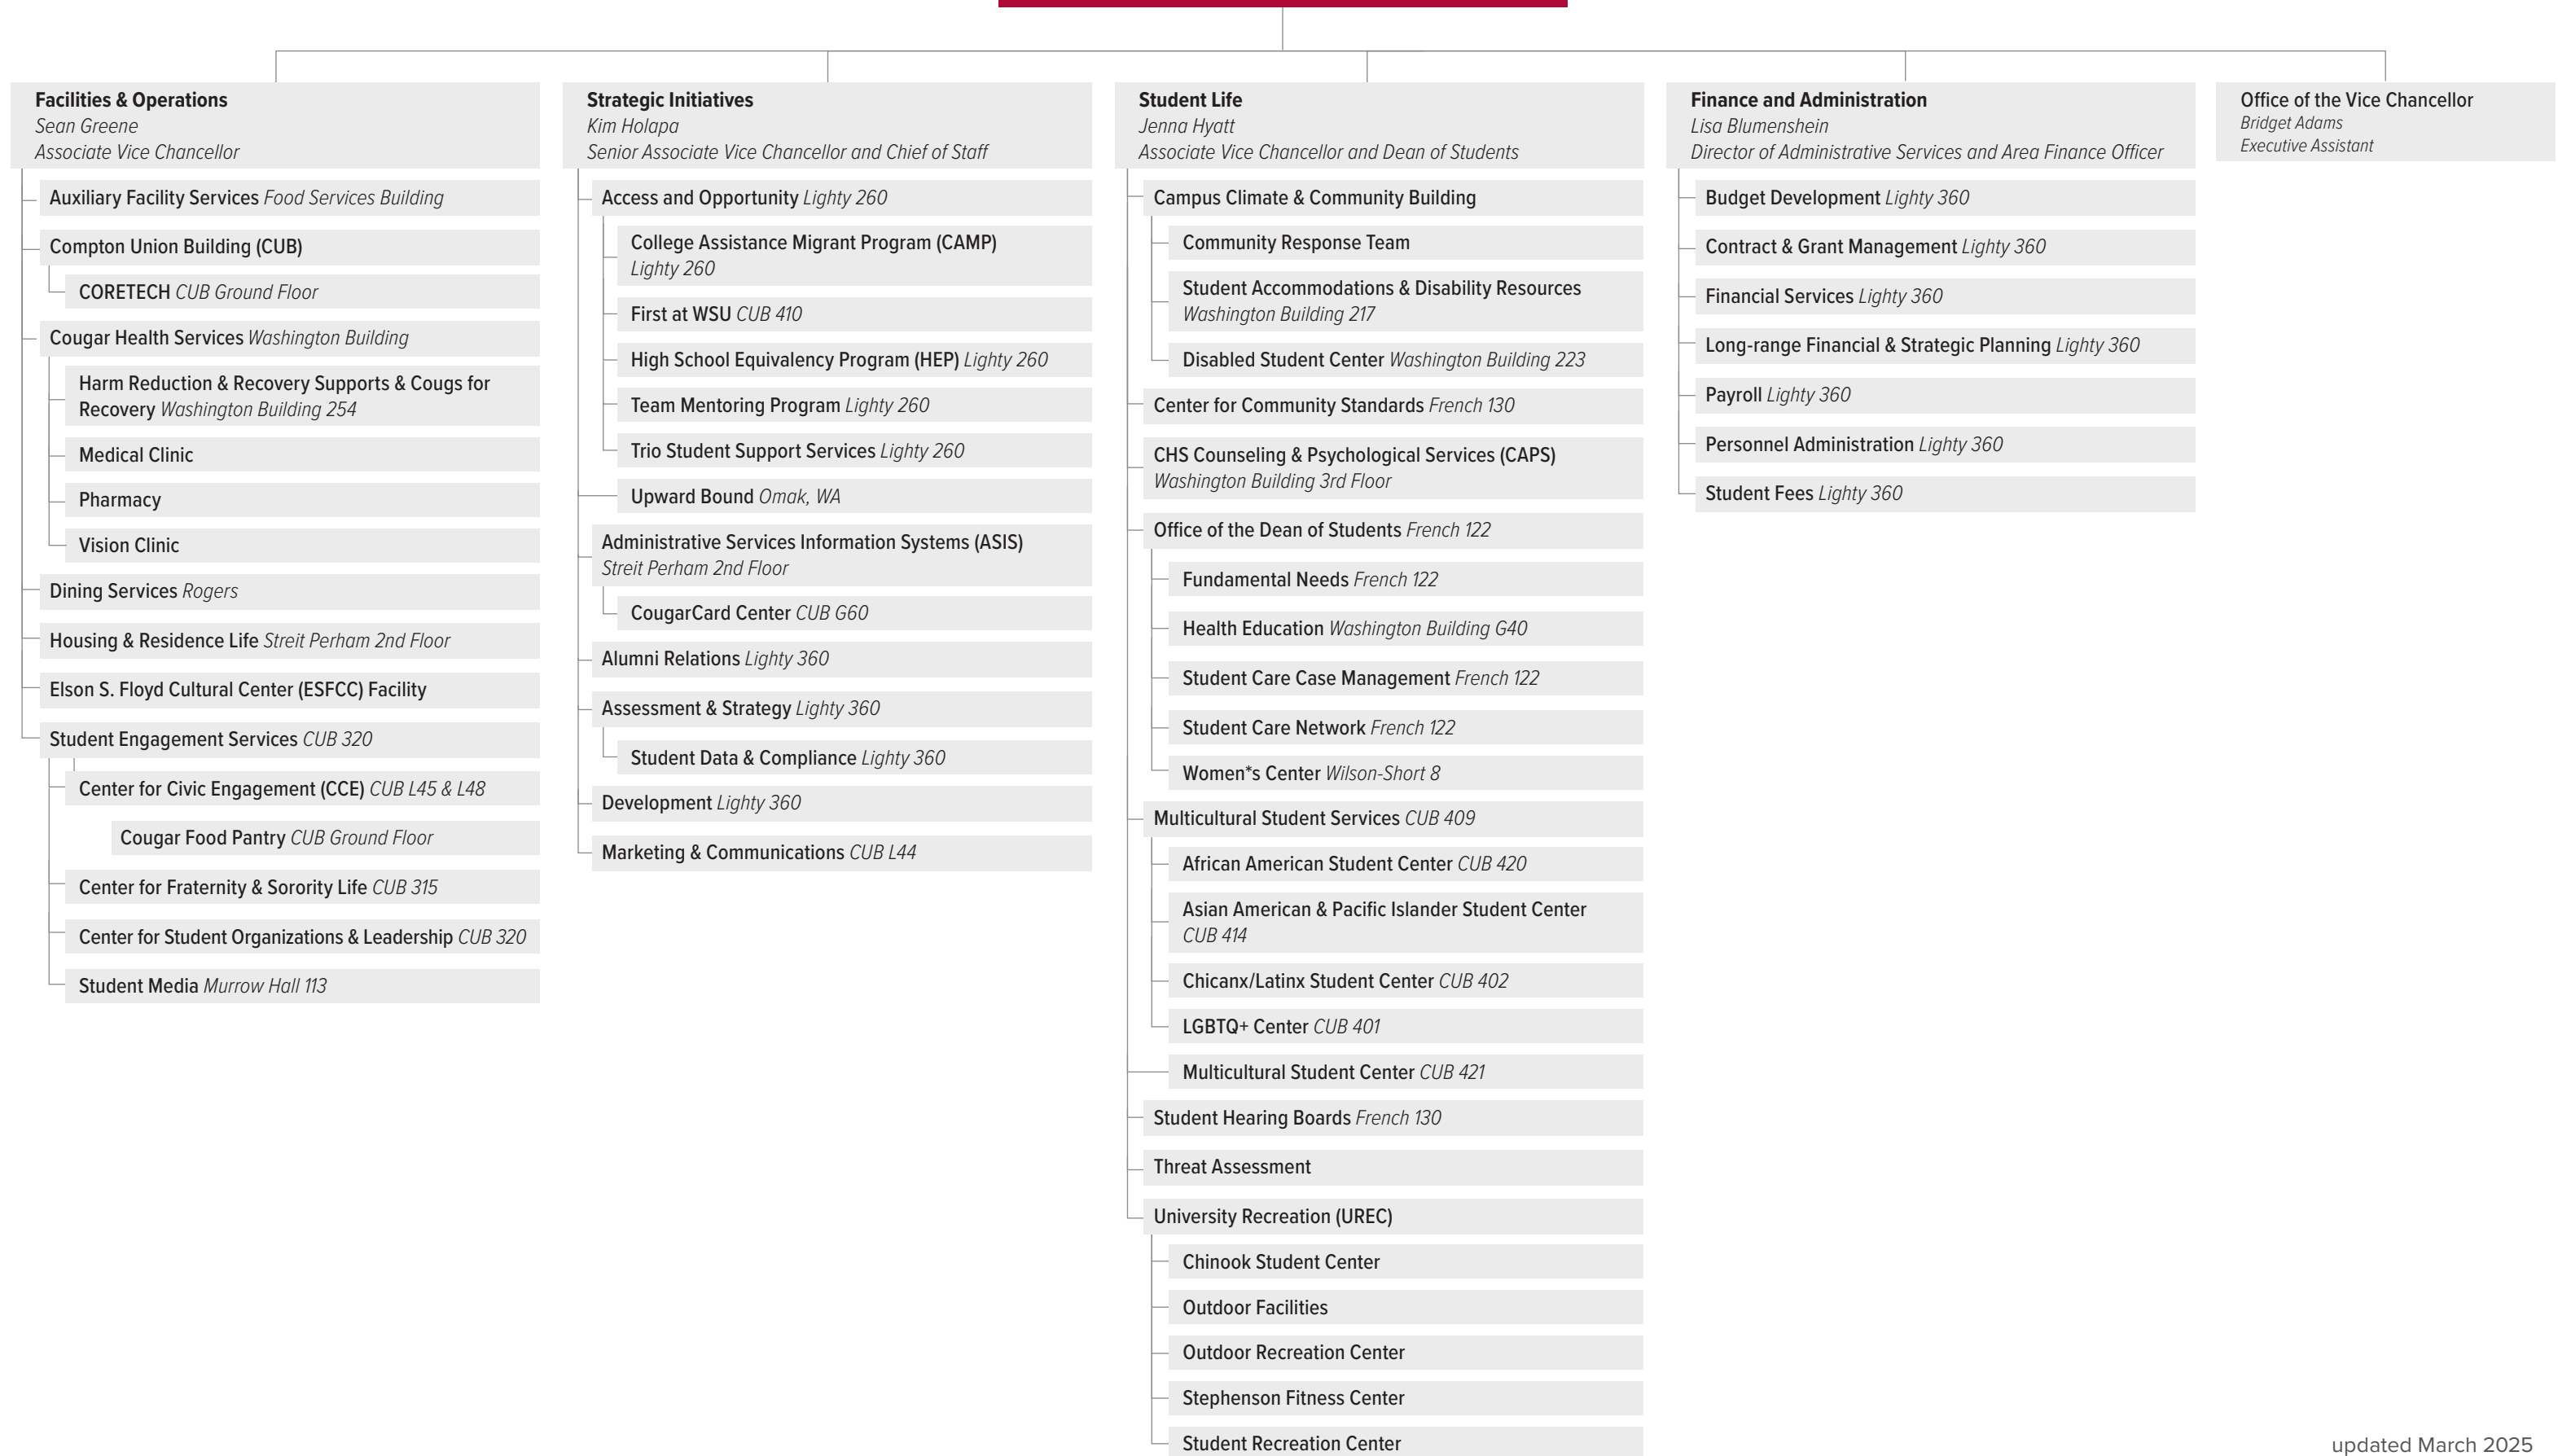 Facilities & Operations
Sean Greene
Associate Vice Chancellor
Auxiliary Facility Services Food Services Building
Compton Union Building (CUB)
CORETECH CUB Ground Floor
Cougar Health Services Washington Building
Harm Reduction & Recovery Supports & Cougs for
Recovery Washington Building 254
Medical Clinic
Pharmacy
Vision Clinic
Dining Services Rogers
Housing & Residence Life Streit Perham 2nd Floor
Elson S. Floyd Cultural Center (ESFCC) Facility
Student Engagement Services CUB 320
Center for Civic Engagement (CCE) CUB L45 & L48
Cougar Food Pantry CUB Ground Floor
Center for Fraternity & Sorority Life CUB 315
Center for Student Organizations & Leadership CUB 320
Student Media Murrow Hall 113
Strategic Initiatives
Kim Holapa
Senior Associate Vice Chancellor and Chief of Staff
Access and Opportunity Lighty 260
College Assistance Migrant Program (CAMP)
Lighty 260
First at WSU CUB 410
High School Equivalency Program (HEP) Lighty 260
Team Mentoring Program Lighty 260
Trio Student Support Services Lighty 260
Upward Bound Omak, WA
Administrative Services Information Systems (ASIS)
Streit Perham 2nd Floor
CougarCard Center CUB G60
Alumni Relations Lighty 360
Assessment & Strategy Lighty 360
Student Data & Compliance Lighty 360
Development Lighty 360
Marketing & Communications CUB L44
Student Life
Jenna Hyatt
Associate Vice Chancellor and Dean of Students
Campus Climate & Community Building
Community Response Team
Student Accommodations & Disability Resources
Washington Building 217
Disabled Student Center Washington Building 223
Center for Community Standards French 130
CHS Counseling & Psychological Services (CAPS)
Washington Building 3rd Floor
Office of the Dean of Students French 122
Fundamental Needs French 122
Health Education Washington Building G40
Student Care Case Management French 122
Student Care Network French 122
Women*s Center Wilson-Short 8
Multicultural Student Services CUB 409
African American Student Center CUB 420
Asian American & Pacific Islander Student Center
CUB 414
Chicanx/Latinx Student Center CUB 402
LGBTQ+ Center CUB 401
Multicultural Student Center CUB 421
Student Hearing Boards French 130
Threat Assessment
University Recreation (UREC)
Chinook Student Center
Outdoor Facilities
Outdoor Recreation Center
Stephenson Fitness Center
Student Recreation Center
Finance and Administration
Lisa Blumenshein
Director of Administrative Services and Area Finance Officer
Budget Development Lighty 360
Contract & Grant Management Lighty 360
Financial Services Lighty 360
Long-range Financial & Strategic Planning Lighty 360
Payroll Lighty 360
Personnel Administration Lighty 360
Student Fees Lighty 360
Office of the Vice Chancellor
Bridget Adams
Executive Assistant
updated March 2025